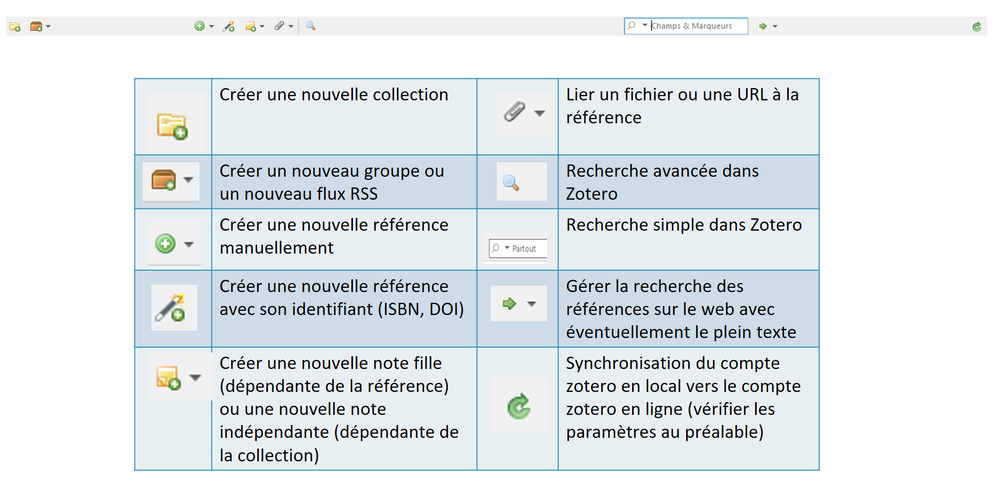 Champs & Marqueurs
Créer une nouvelle collection
Lier un fichier ou une URL à la
référence
Créer un nouveau groupe ou
un nouveau flux RSS
Recherche avancée dans
Zotero
Créer une nouvelle référence
manuellement
Partout
Recherche simple dans Zotero
Créer une nouvelle référence
avec son identifiant (ISBN, DOI)
Gérer la recherche des
références sur le web avec
éventuellement le plein texte
Créer une nouvelle note fille
(dépendante de la référence)
ou une nouvelle note
indépendante (dépendante de
la collection)
Synchronisation du compte
zotero en local vers le compte
zotero en ligne (vérifier les
paramètres au préalable)